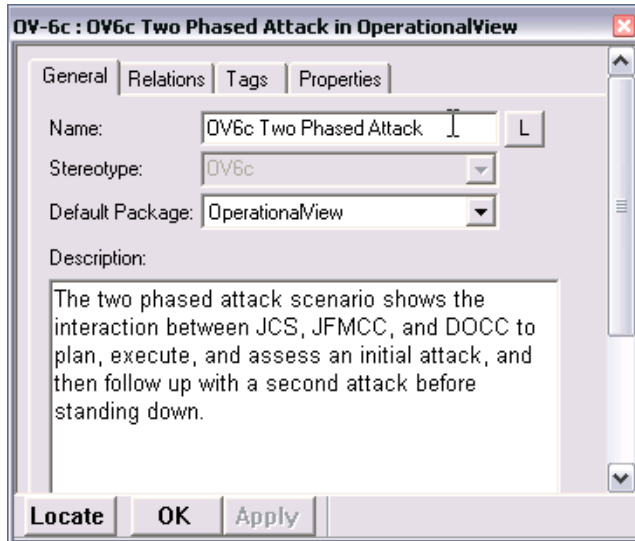 OV-6c : OV6c Two Phased Attack in OperationalView
General Relations Tags Properties
Name: OV6c Two Phased Attack L
Stereotype: OV6c
Default Package: OperationalView
Description:
The two phased attack scenario shows the
interaction between JCS, JFMCC, and DOCC to
plan, execute, and assess an initial attack, and
then follow up with a second attack before
standing down.
Locate OK Apply